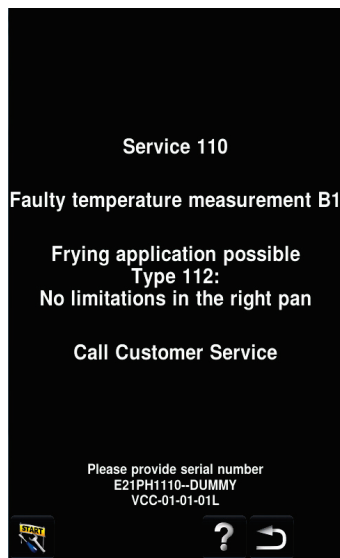 Service 110
Faulty temperature measurement B1
Frying application possible
Type 112:
No limitations in the right pan
Call Customer Service
Please provide serial number
E21PH1110--DUMMY
VCC-01-01-01L
START
?